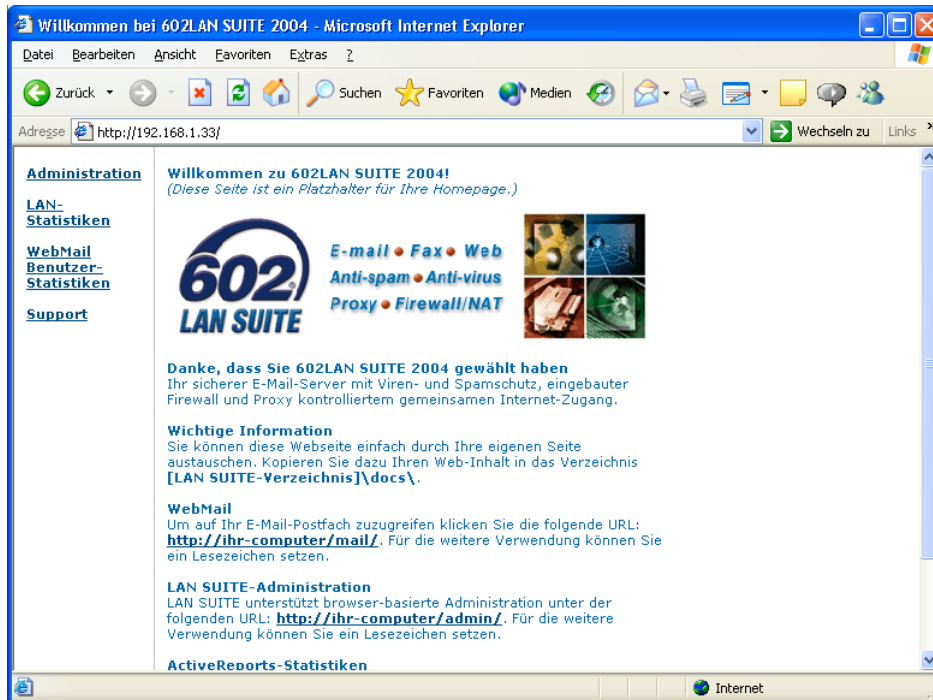 Willkommen bei 602LAN SUITE 2004 - Microsoft Internet Explorer
Datei Bearbeiten Ansicht Favoriten Extras ?
Zurück Suchen Favoriten Medien
Adresse http://192.168.1.33/ Wechseln zu Links »
Administration
LAN-
Statistiken
WebMail
Benutzer-
Statistiken
Support
Willkommen zu 602LAN SUITE 2004!
(Diese Seite ist ein Platzhalter für Ihre Homepage.)
602
LAN SUITE
E-mail • Fax • Web
Anti-spam • Anti-virus
Proxy • Firewall/NAT
Danke, dass Sie 602LAN SUITE 2004 gewählt haben
Ihr sicherer E-Mail-Server mit Viren- und Spamschutz, eingebauter
Firewall und Proxy kontrolliertem gemeinsamen Internet-Zugang.
Wichtige Information
Sie können diese Webseite einfach durch Ihre eigenen Seite
austauschen. Kopieren Sie dazu Ihren Web-Inhalt in das Verzeichnis
[LAN SUITE-Verzeichnis]\docs\.
WebMail
Um auf Ihr E-Mail-Postfach zuzugreifen klicken Sie die folgende URL:
http://ihr-computer/mail/. Für die weitere Verwendung können Sie
ein Lesezeichen setzen.
LAN SUITE-Administration
LAN SUITE unterstützt browser-basierte Administration unter der
folgenden URL: http://ihr-computer/admin/. Für die weitere
Verwendung können Sie ein Lesezeichen setzen.
ActiveReports-Statistiken
Internet